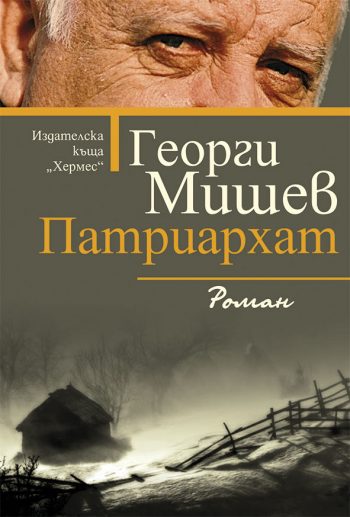 Издателска
къща
„Хермес“
Георги
Мишев
Патриархат
Роман